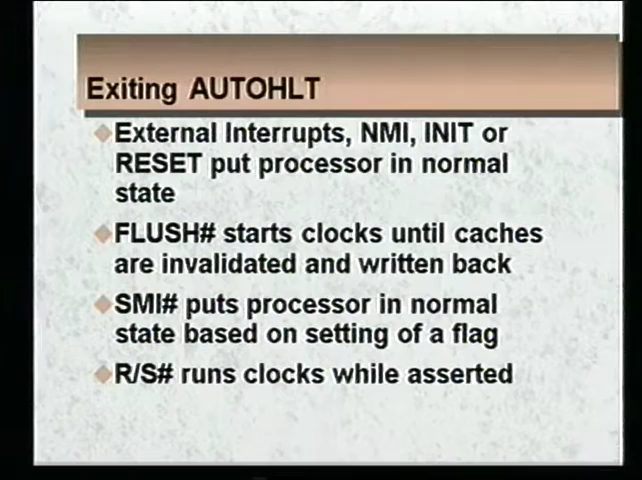 Exiting AUTOHLT
External Interrupts, NMI, INIT or
RESET put processor in normal
state
FLUSH# starts clocks until caches
are invalidated and written back
SMI# puts processor in normal
state based on setting of a flag
R/S# runs clocks while asserted